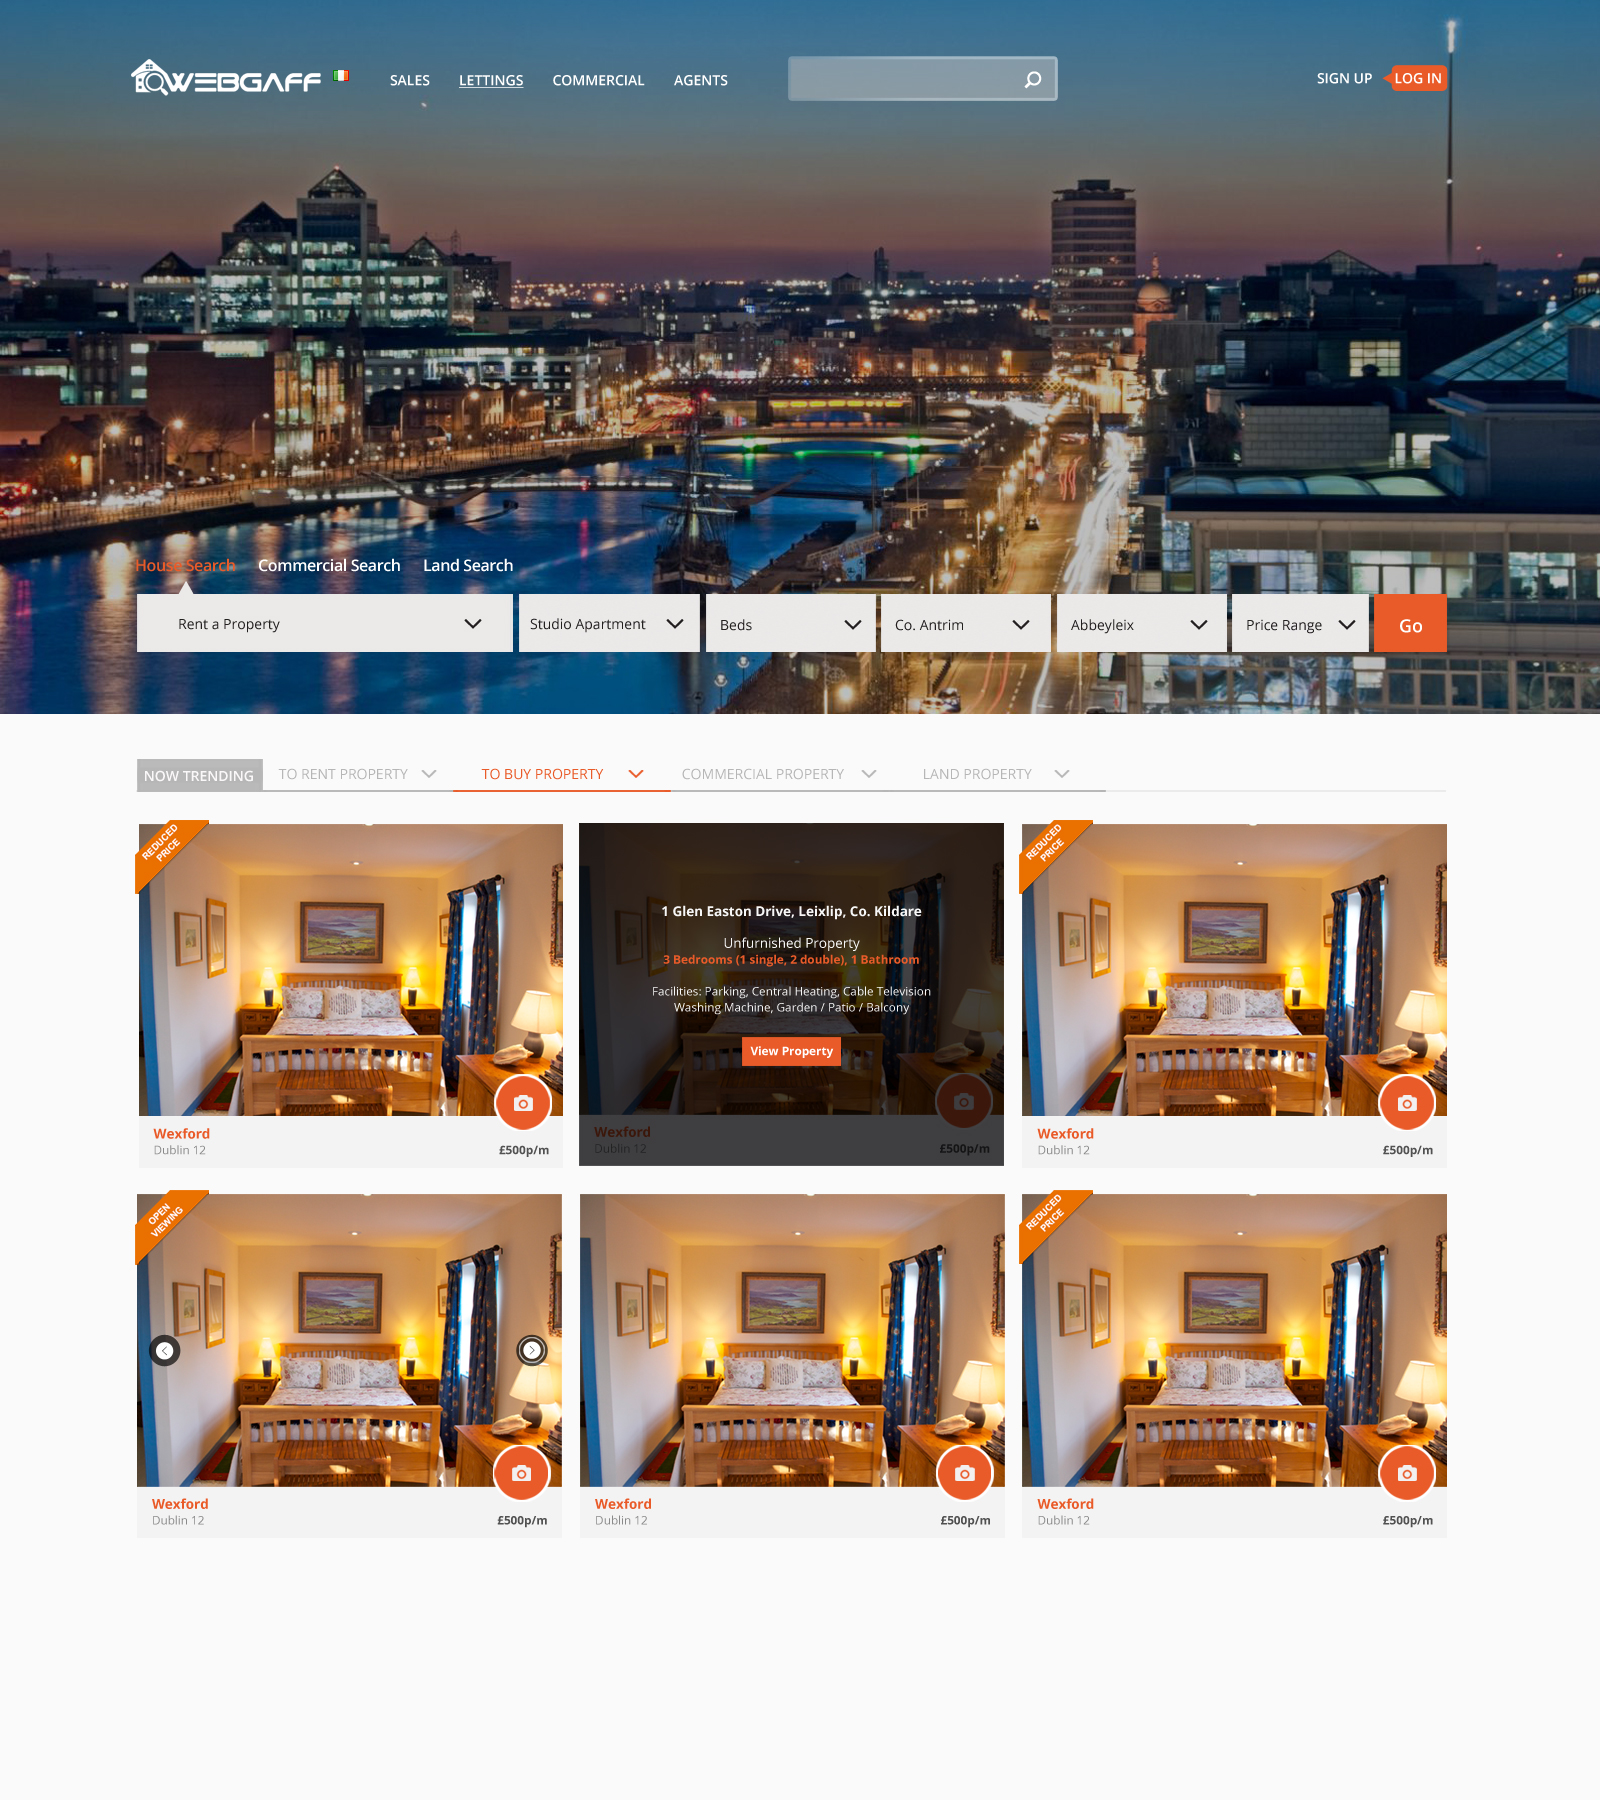 WEBGAFF
SALES LETTINGS COMMERCIAL AGENTS
SIGN UP LOG IN
House Search Commercial Search Land Search
Rent a Property Studio Apartment Beds Co. Antrim Abbeyleix Price Range Go
NOW TRENDING TO RENT PROPERTY TO BUY PROPERTY COMMERCIAL PROPERTY LAND PROPERTY
REDUCED
PRICE
Wexford
Dublin 12 £500p/m
1 Glen Easton Drive, Leixlip, Co. Kildare
Unfurnished Property
3 Bedrooms (1 single, 2 double), 1 Bathroom
Facilities: Parking, Central Heating, Cable Television
Washing Machine, Garden / Patio / Balcony
View Property
Wexford
Dublin 12 £500p/m
REDUCED
PRICE
Wexford
Dublin 12 £500p/m
OPEN
VIEWING
Wexford
Dublin 12 £500p/m
Wexford
Dublin 12 £500p/m
REDUCED
PRICE
Wexford
Dublin 12 £500p/m